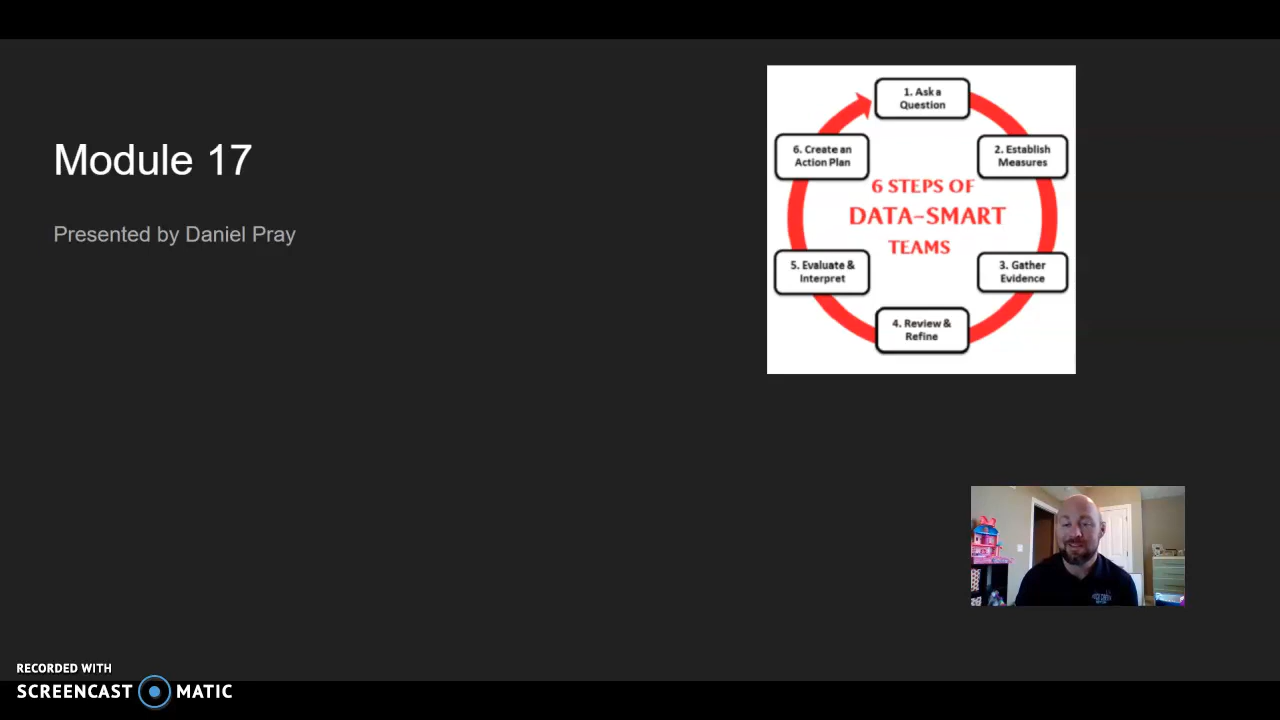 Module 17
Presented by Daniel Pray
1. Ask a
Question
2. Establish
Measures
3. Gather
Evidence
4. Review &
Refine
5. Evaluate &
Interpret
6. Create an
Action Plan
6 STEPS OF
DATA-SMART
TEAMS
RECORDED WITH
SCREENCAST MATIC